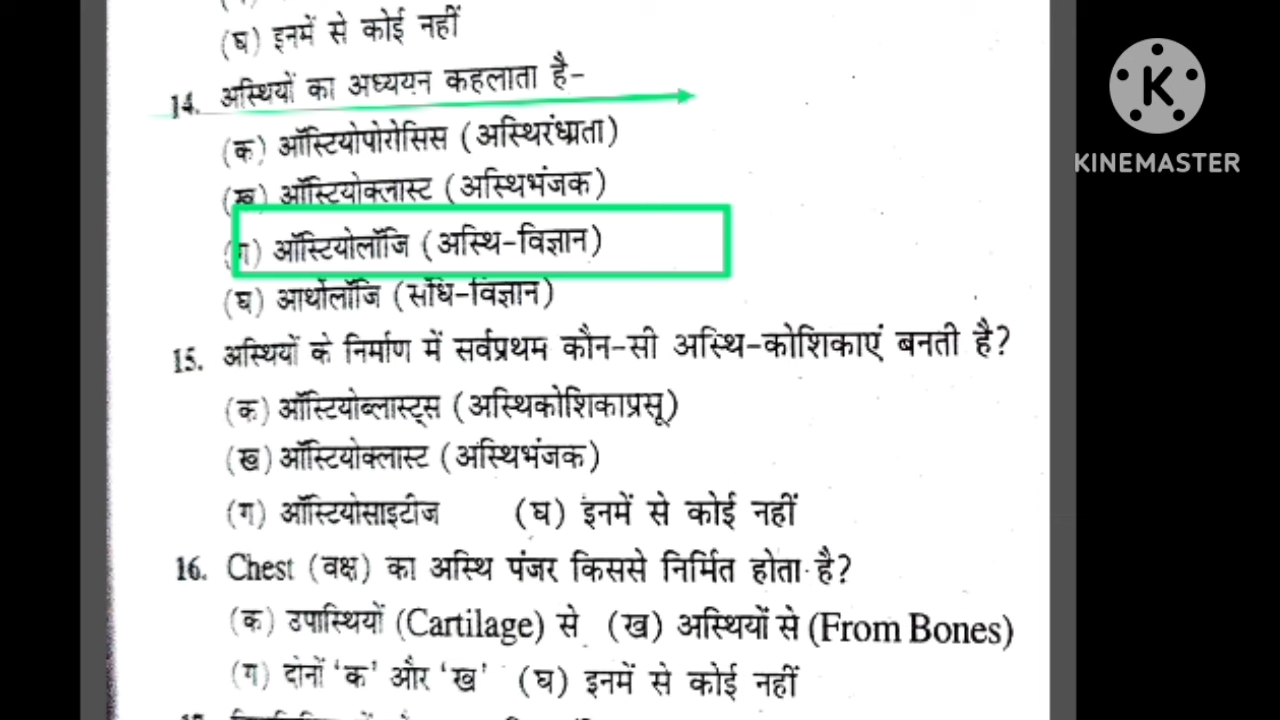 (घ) इनमें से कोई नहीं
14. अस्थियों का अध्ययन कहलाता है-
(क) ऑस्टियोपोरोसिस (अस्थिरंध्रता)
(ख) ऑस्टियोक्लास्ट (अस्थिभंजक)
(ग) ऑस्टियोलॉजि (अस्थि-विज्ञान)
(घ) आर्थोलॉजि (संधि-विज्ञान)
15. अस्थियों के निर्माण में सर्वप्रथम कौन-सी अस्थि-कोशिकाएं बनती है?
(क) ऑस्टियोब्लास्ट्स (अस्थिकोशिकाप्रसू)
(ख) ऑस्टियोक्लास्ट (अस्थिभंजक)
(ग) ऑस्टियोसाइटीज (घ) इनमें से कोई नहीं
16. Chest (वक्ष) का अस्थि पंजर किससे निर्मित होता है?
(क) उपास्थियों (Cartilage) से (ख) अस्थियों से (From Bones)
(ग) दोनों 'क' और 'ख' (घ) इनमें से कोई नहीं
K
KINEMASTER